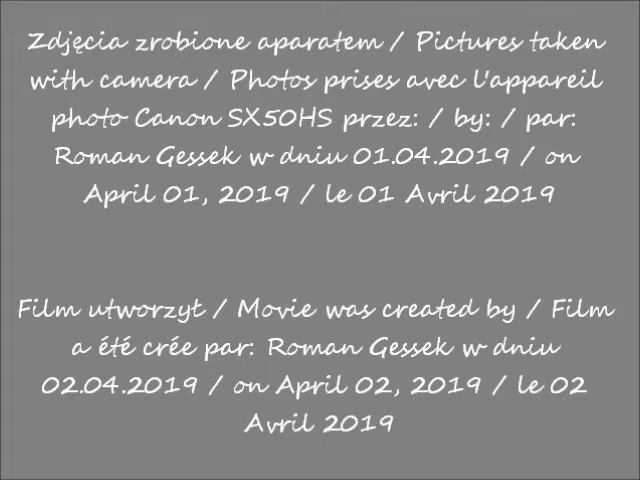 Zdjęcia zrobione aparatem / Pictures taken
with camera / Photos prises avec l'appareil
photo Canon SX50HS przez: / by: / par:
Roman Gessek w dniu 01.04.2019 / on
April 01, 2019 / le 01 Avril 2019
Film utworzył / Movie was created by / Film
a été crée par: Roman Gessek w dniu
02.04.2019 / on April 02, 2019 / le 02
Avril 2019